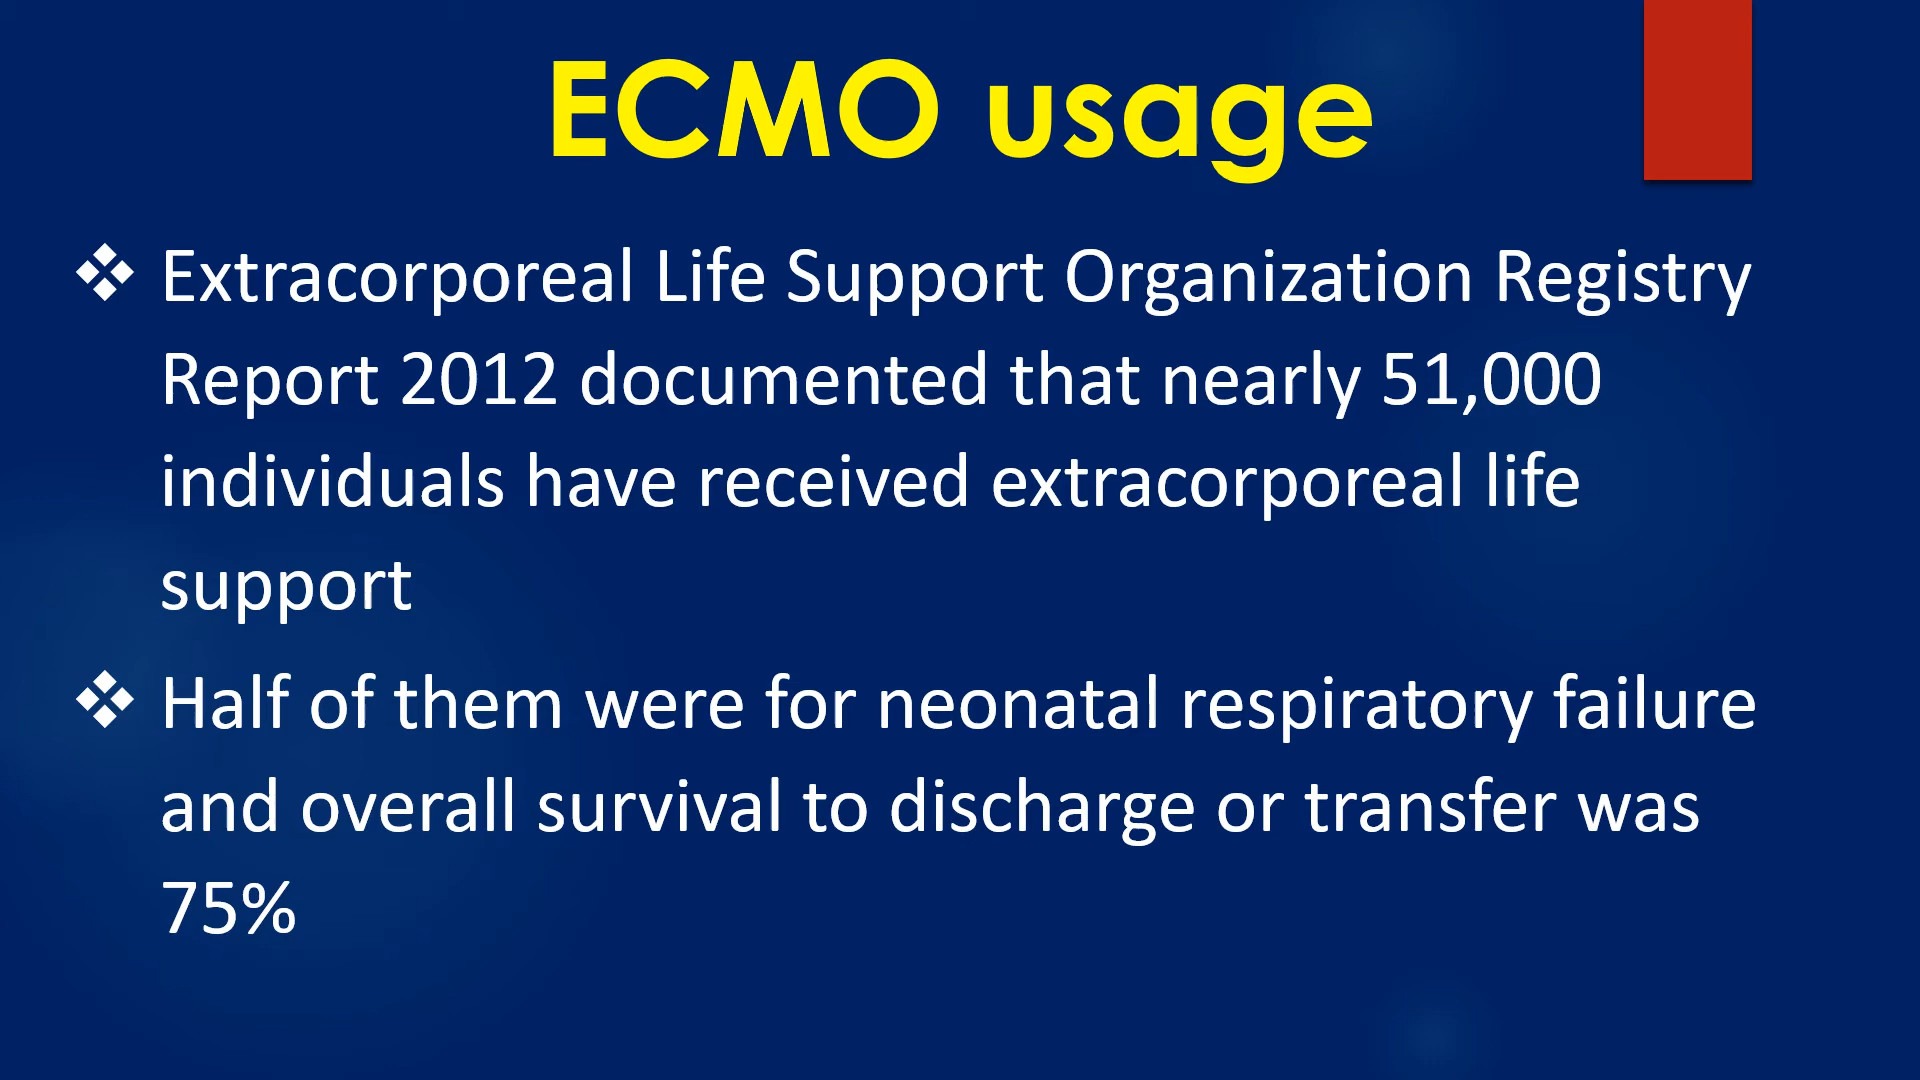 ECMO usage
❖ Extracorporeal Life Support Organization Registry
Report 2012 documented that nearly 51,000
individuals have received extracorporeal life
support
❖ Half of them were for neonatal respiratory failure
and overall survival to discharge or transfer was
75%